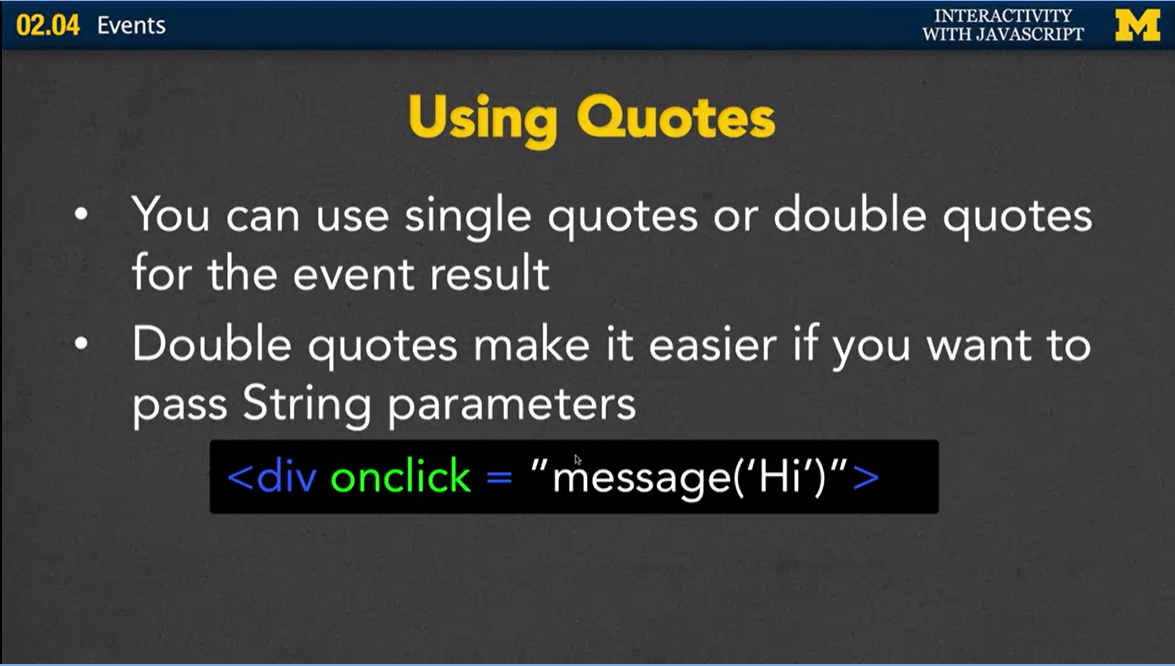 02.04 Events
INTERACTIVITY
WITH JAVASCRIPT
M
Using Quotes
• You can use single quotes or double quotes
for the event result
• Double quotes make it easier if you want to
pass String parameters
<div onclick = ”message(‘Hi’)”>